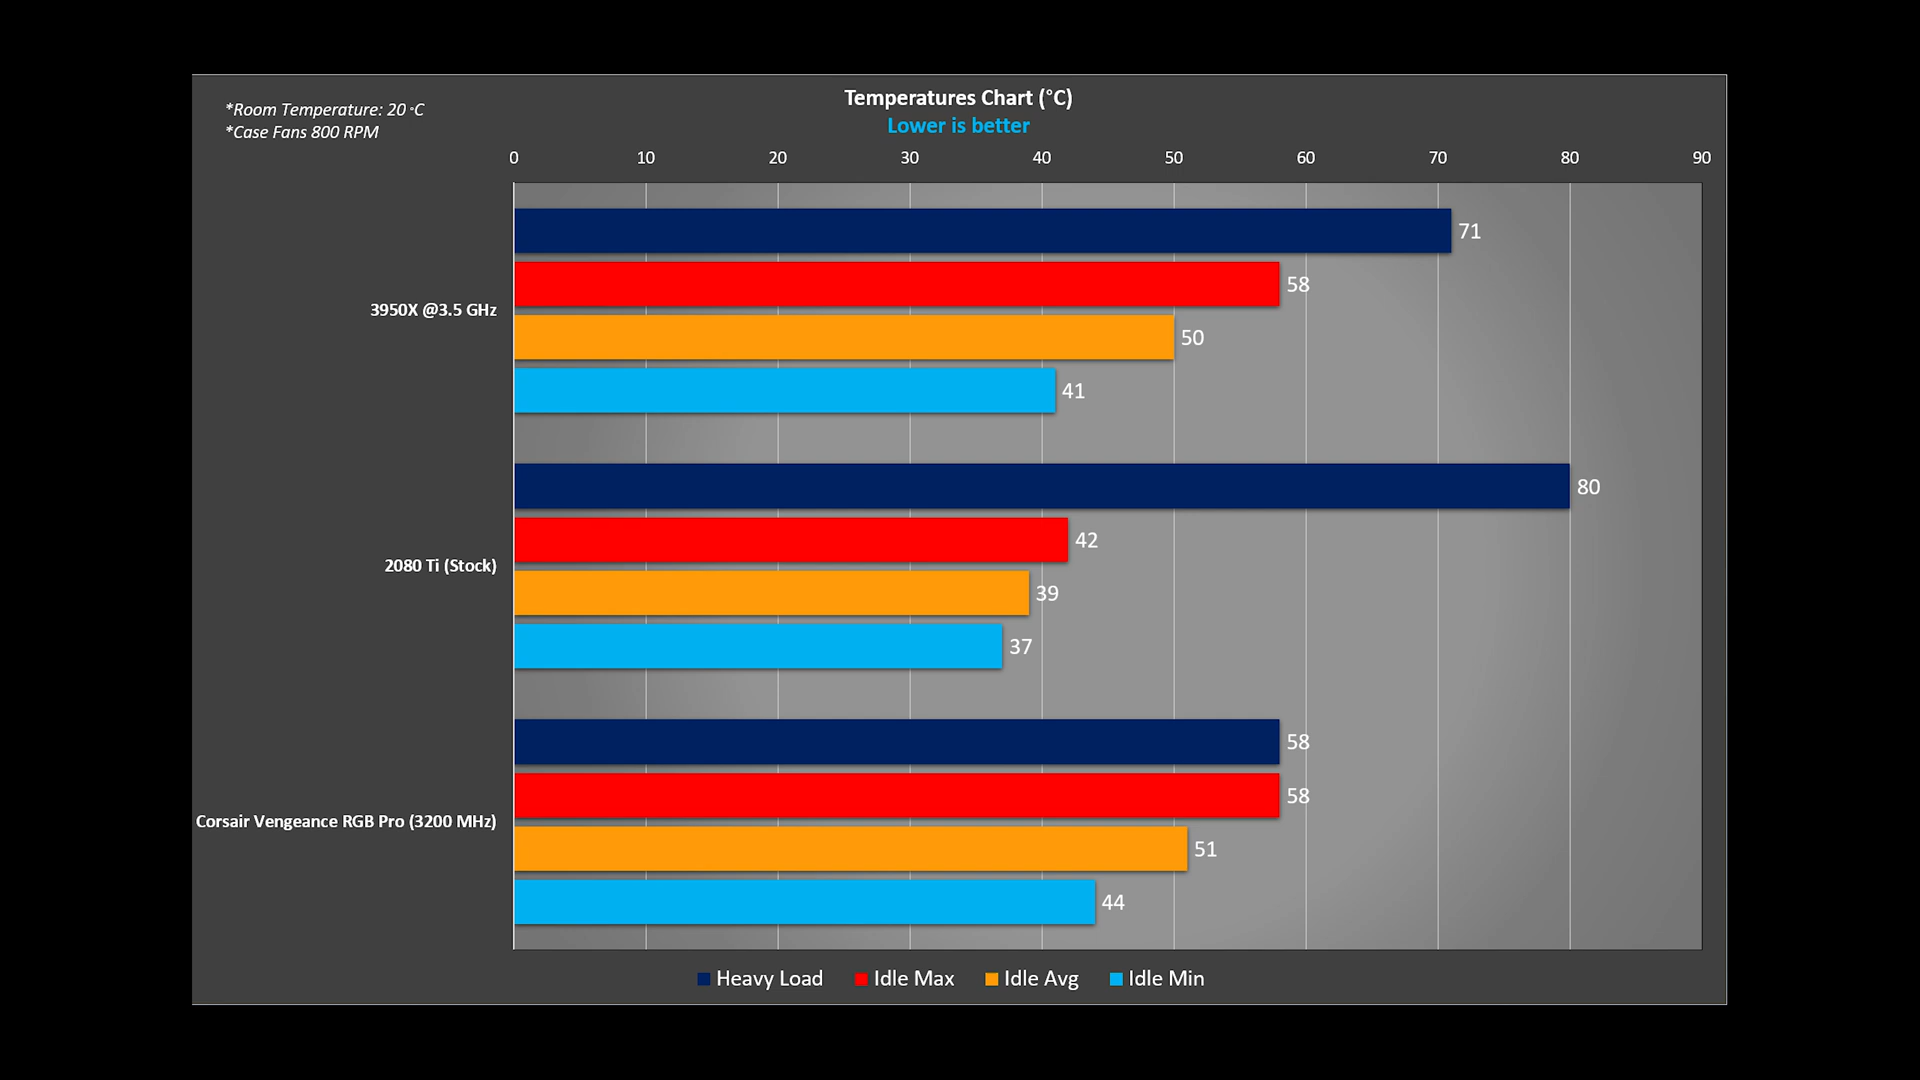 *Room Temperature: 20 °C
*Case Fans 800 RPM
Temperatures Chart (°C)
Lower is better
0 10 20 30 40 50 60 70 80 90
3950X @3.5 GHz
71
58
50
41
2080 Ti (Stock)
80
42
39
37
Corsair Vengeance RGB Pro (3200 MHz)
58
58
51
44
Heavy Load Idle Max Idle Avg Idle Min